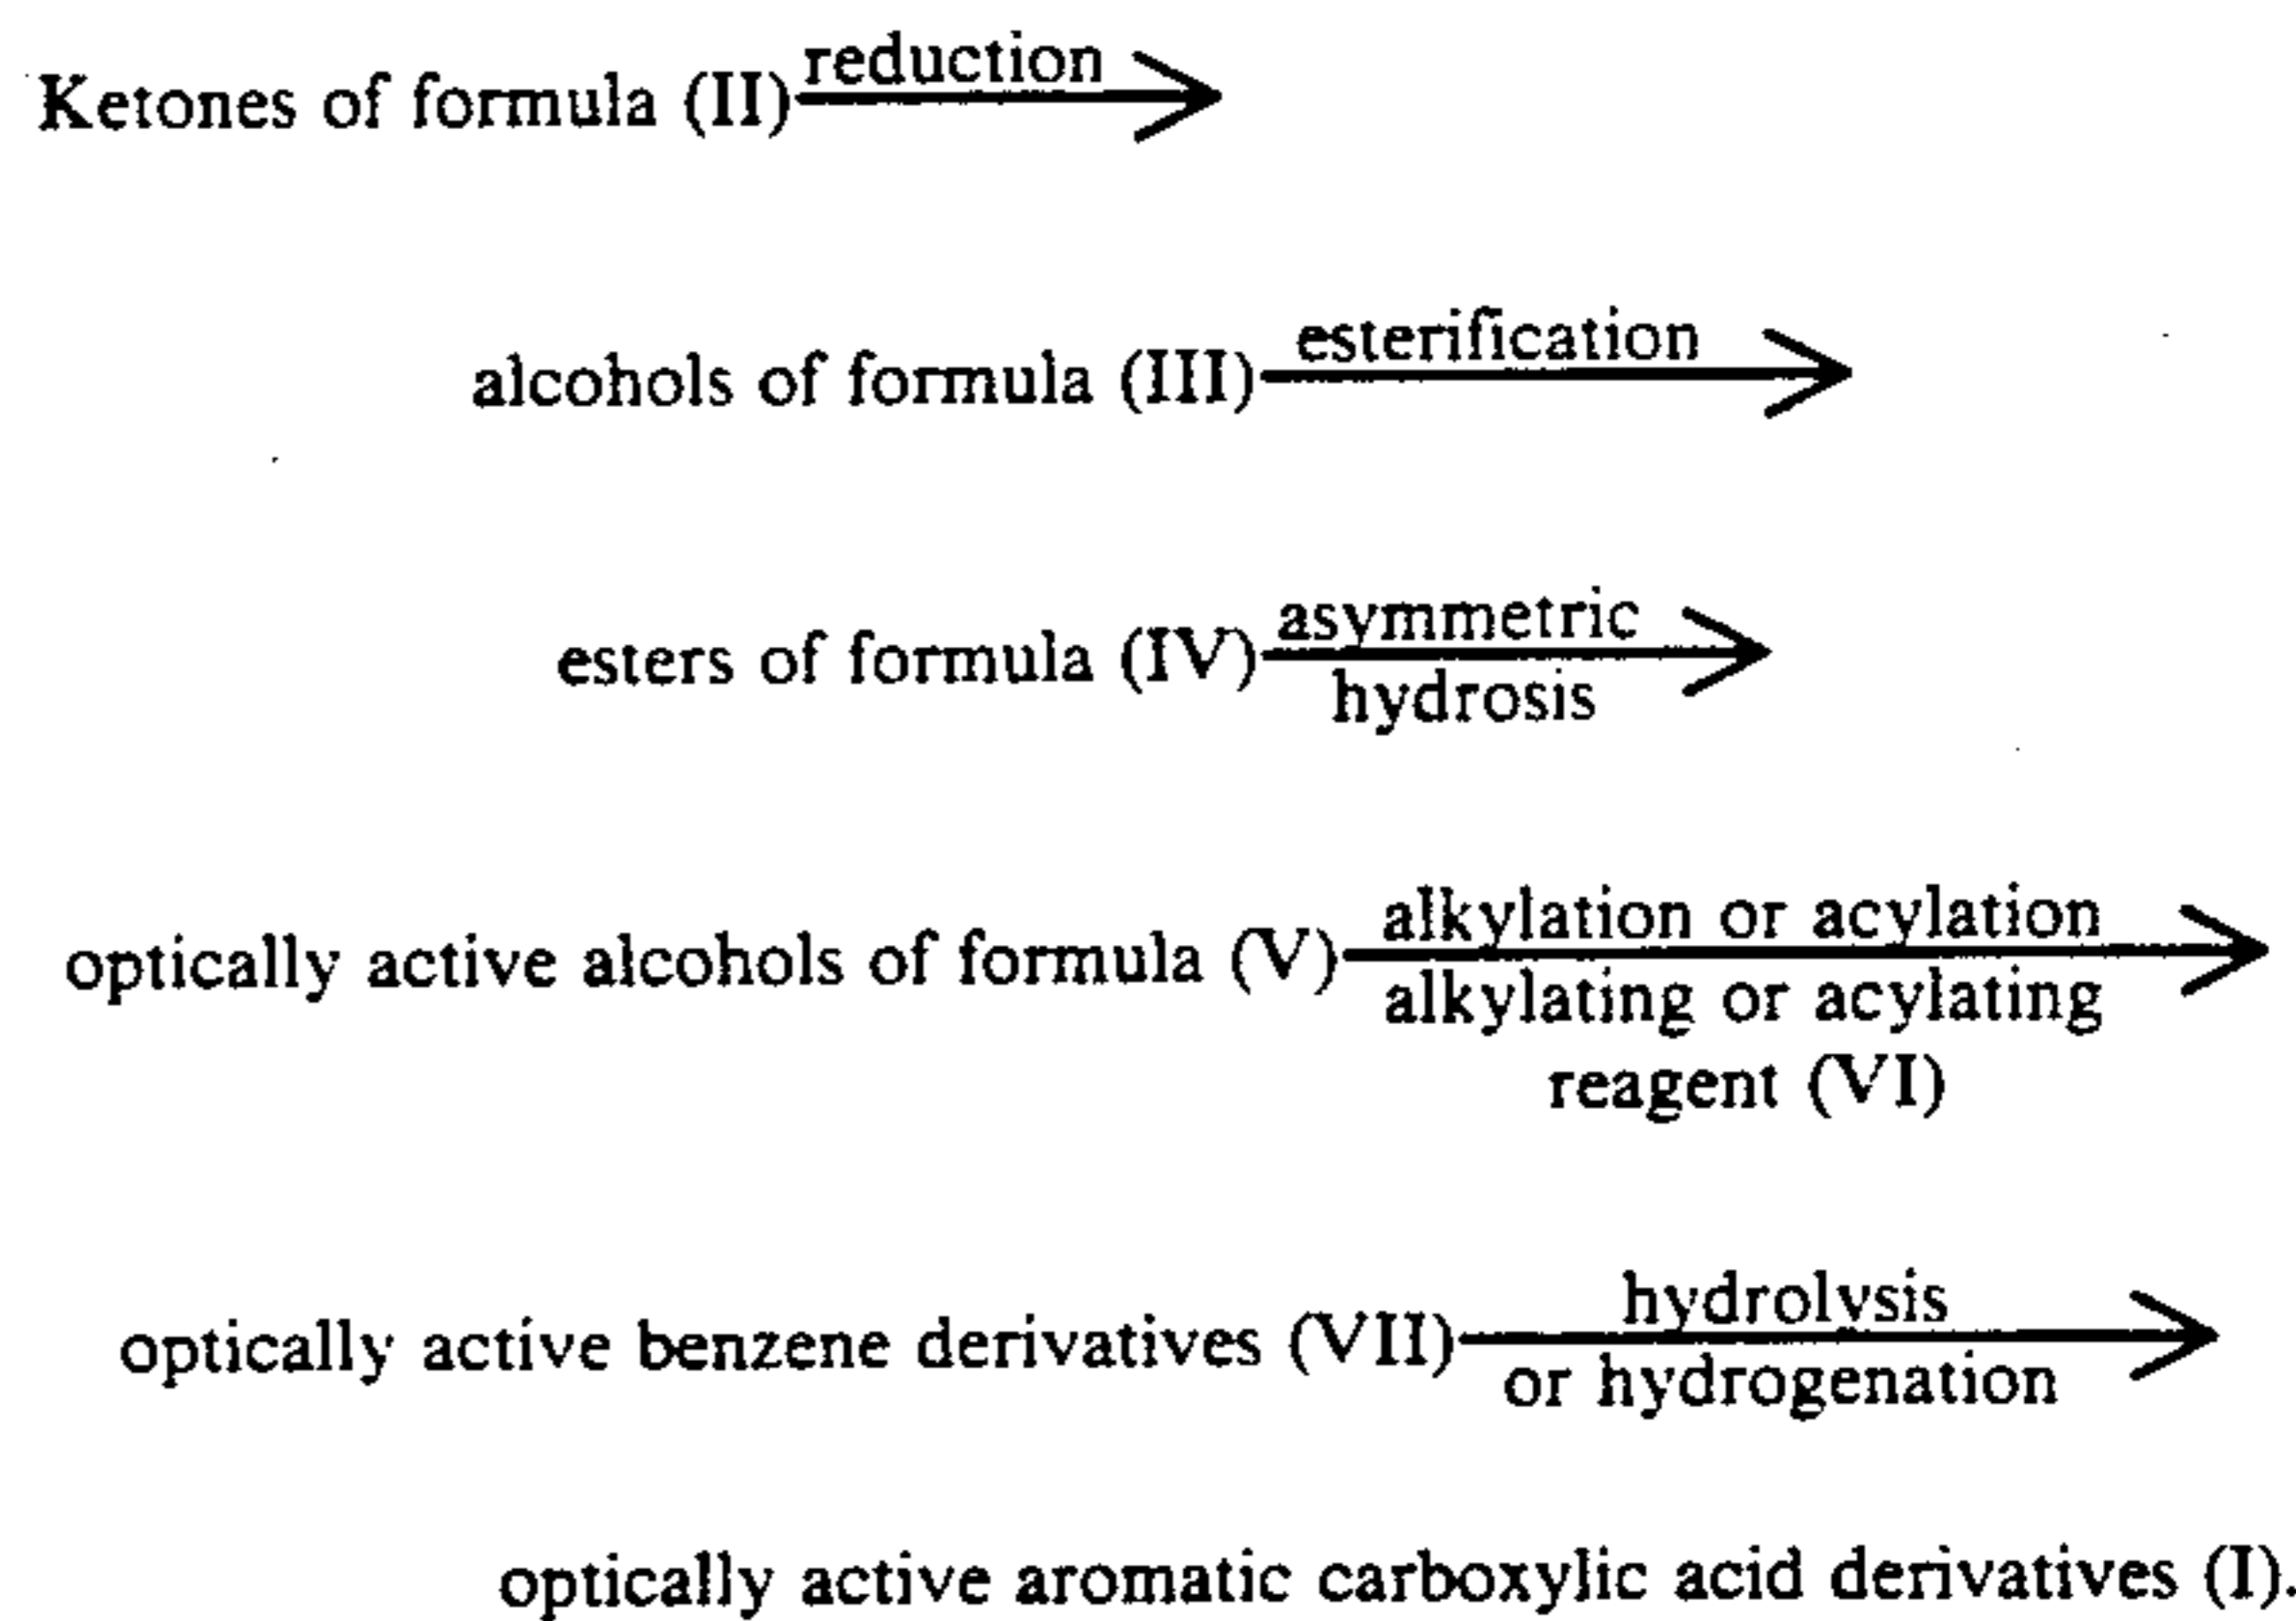 reduction
Ketones of formula (II)
esterification
alcohols of formula (III)
asymmetric
esters of formula (IV)
hydrosis
alkylation or acylation
optically active alcohols of formula (V)
alkylating or acylating
reagent (VI)
hydrolysis
optically active benzene derivatives (VII)
or hydrogenation
optically active aromatic carboxylic acid derivatives (I).